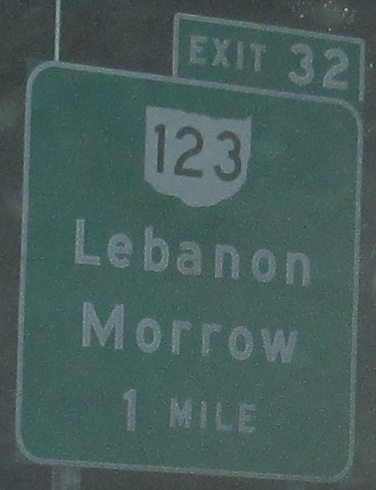 EXIT 32
123
Lebanon
Morrow
1 MILE